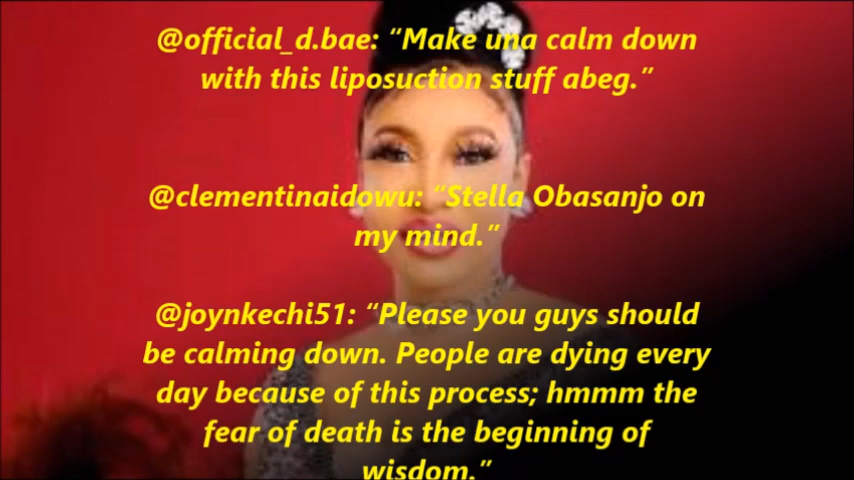 @official_d.bae: “Make una calm down
with this liposuction stuff abeg.”
@clementinaidowu: “Stella Obasanjo on
my mind.”
@joynkechi51: “Please you guys should
be calming down. People are dying every
day because of this process; hmmm the
fear of death is the beginning of
wisdom.”